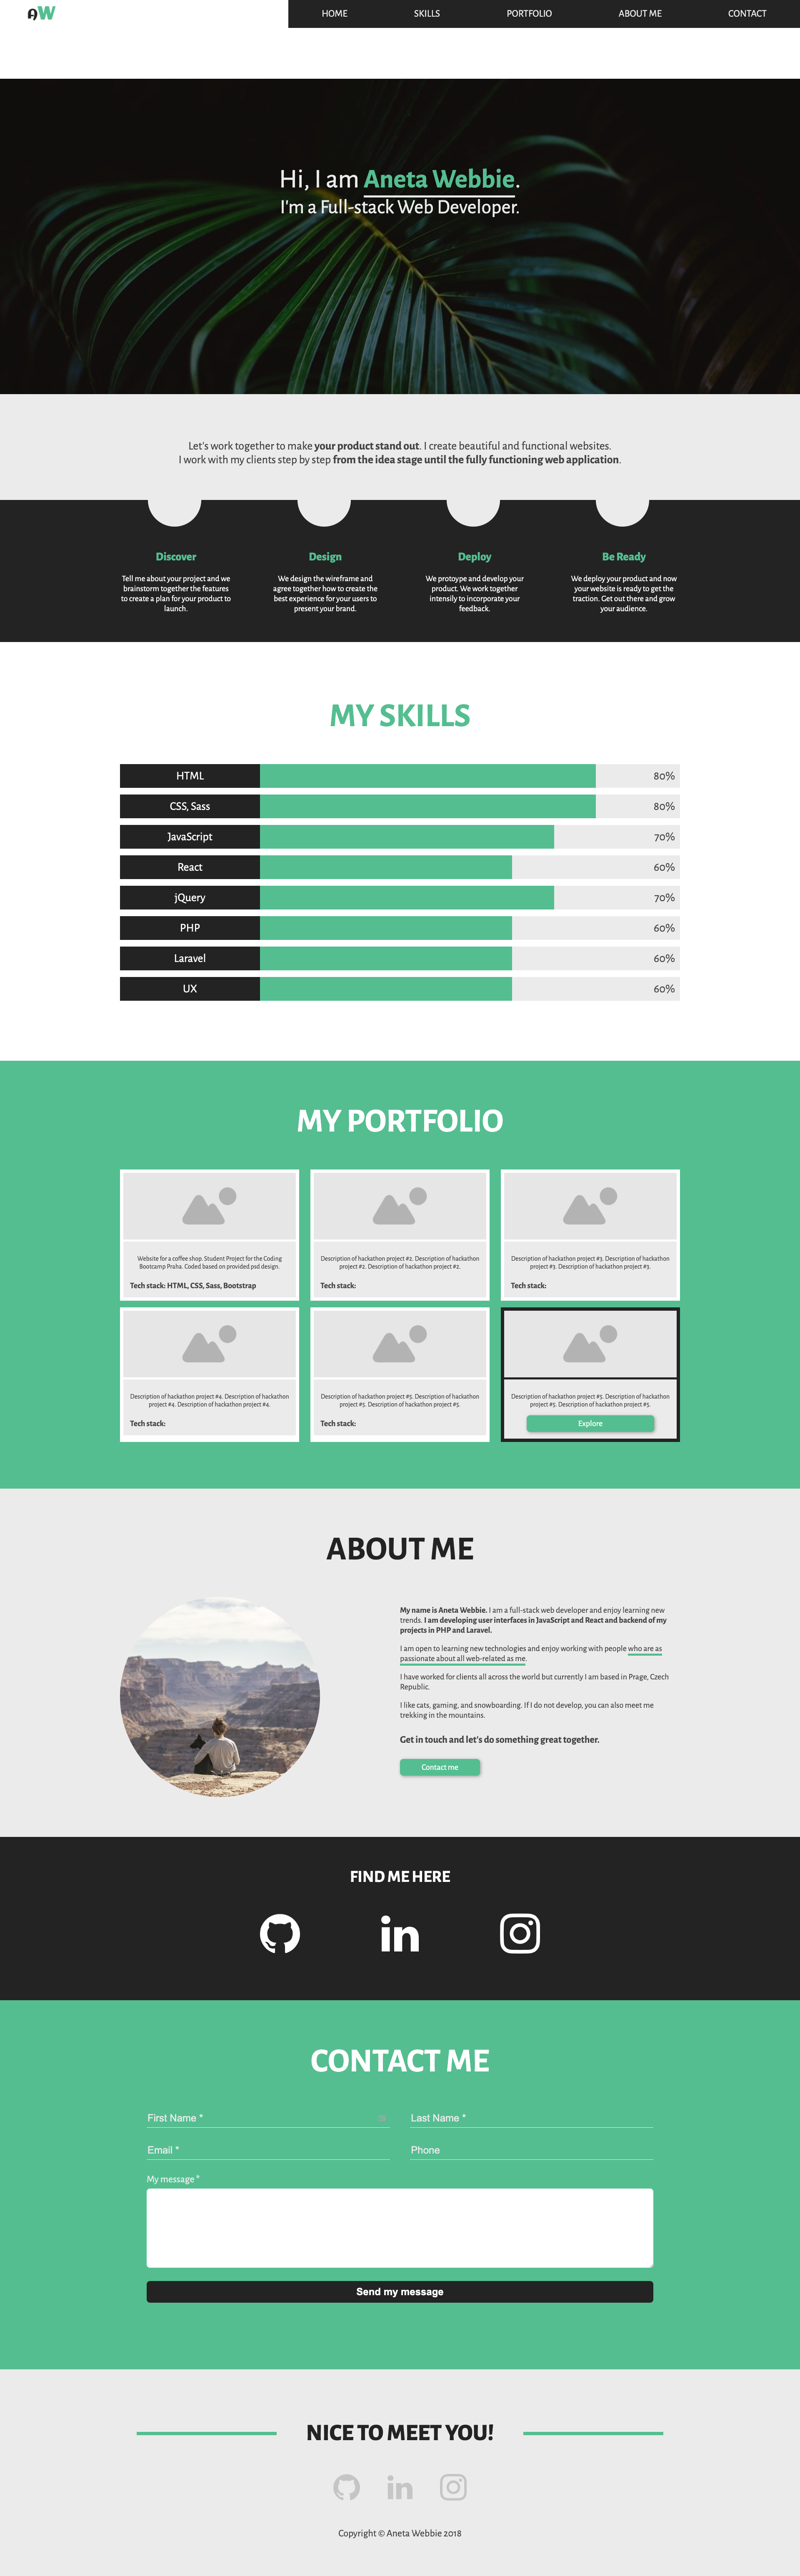 AW
HOME SKILLS PORTFOLIO ABOUT ME CONTACT
Hi, I am Aneta Webbie.
I'm a Full-stack Web Developer.
Let's work together to make your product stand out. I create beautiful and functional websites.
I work with my clients step by step from the idea stage until the fully functioning web application.
Discover
Tell me about your project and we
brainstorm together the features
to create a plan for your product to
launch.
Design
We design the wireframe and
agree together how to create the
best experience for your users to
present your brand.
Deploy
We protoype and develop your
product. We work together
intensily to incorporate your
feedback.
Be Ready
We deploy your product and now
your website is ready to get the
traction. Get out there and grow
your audience.
MY SKILLS
HTML 80%
CSS, Sass 80%
JavaScript 70%
React 60%
jQuery 70%
PHP 60%
Laravel 60%
UX 60%
MY PORTFOLIO
Website for a coffee shop. Student Project for the Coding
Bootcamp Praha. Coded based on provided psd design.
Tech stack: HTML, CSS, Sass, Bootstrap
Description of hackathon project #2. Description of hackathon
project #2. Description of hackathon project #2.
Tech stack:
Description of hackathon project #3. Description of hackathon
project #3. Description of hackathon project #3.
Tech stack:
Description of hackathon project #4. Description of hackathon
project #4. Description of hackathon project #4.
Tech stack:
Description of hackathon project #5. Description of hackathon
project #5. Description of hackathon project #5.
Tech stack:
Description of hackathon project #5. Description of hackathon
project #5. Description of hackathon project #5.
Explore
ABOUT ME
My name is Aneta Webbie. I am a full-stack web developer and enjoy learning new
trends. I am developing user interfaces in JavaScript and React and backend of my
projects in PHP and Laravel.
I am open to learning new technologies and enjoy working with people who are as
passionate about all web-related as me.
I have worked for clients all across the world but currently I am based in Prage, Czech
Republic.
I like cats, gaming, and snowboarding. If I do not develop, you can also meet me
trekking in the mountains.
Get in touch and let's do something great together.
Contact me
FIND ME HERE
in
CONTACT ME
First Name * Last Name *
Email * Phone
My message *
Send my message
NICE TO MEET YOU!
in
Copyright © Aneta Webbie 2018